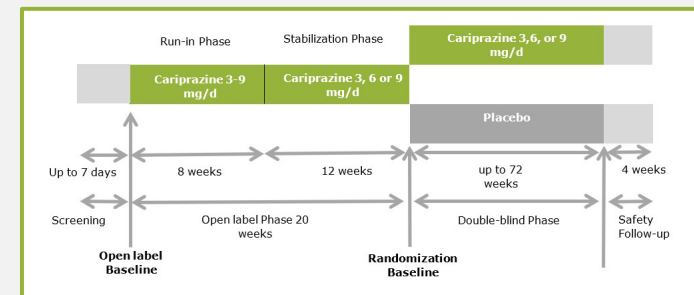 Run-in Phase
Stabilization Phase
Cariprazine 3,6, or 9
mg/d
Cariprazine 3-9
mg/d
Cariprazine 3, 6 or 9
mg/d
Placebo
Up to 7 days
8 weeks
12 weeks
up to 72
weeks
4 weeks
Screening
Open label Phase 20
weeks
Double-blind Phase
Safety
Follow-up
Open label
Baseline
Randomization
Baseline